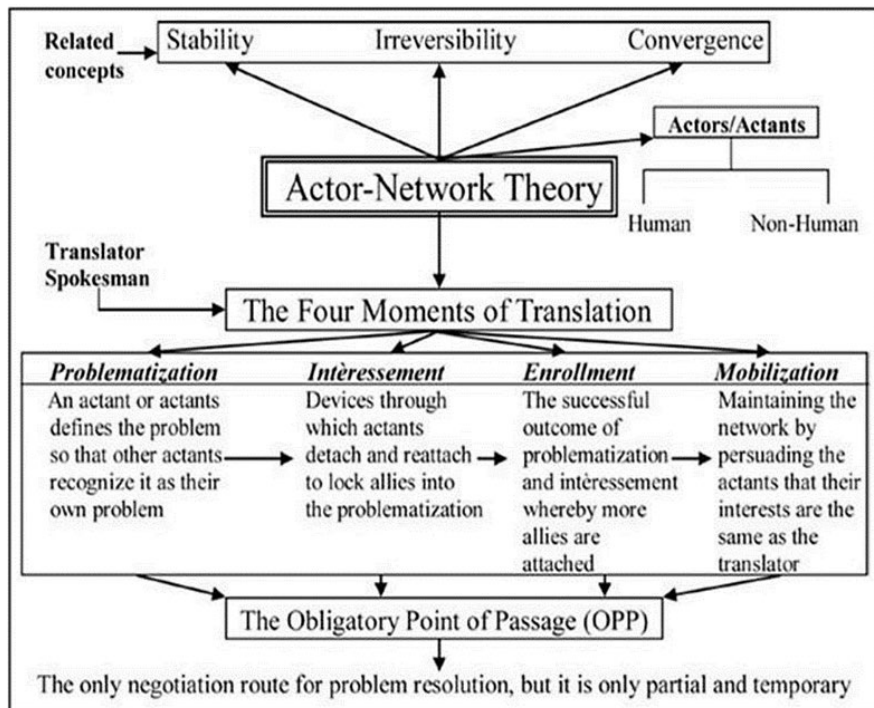 Related
concepts
Stability Irreversibility Convergence
Actors/Actants
Actor-Network Theory
Human Non-Human
Translator
Spokesman
The Four Moments of Translation
Problematization
An actant or actants
defines the problem
so that other actants
recognize it as their
own problem
Intèressement
Devices through
which actants
detach and reattach
to lock allies into
the problematization
Enrollment
The successful
outcome of
problematization
and intèressement
whereby more
allies are
attached
Mobilization
Maintaining the
network by
persuading the
actants that their
interests are the
same as the
translator
The Obligatory Point of Passage (OPP)
The only negotiation route for problem resolution, but it is only partial and temporary